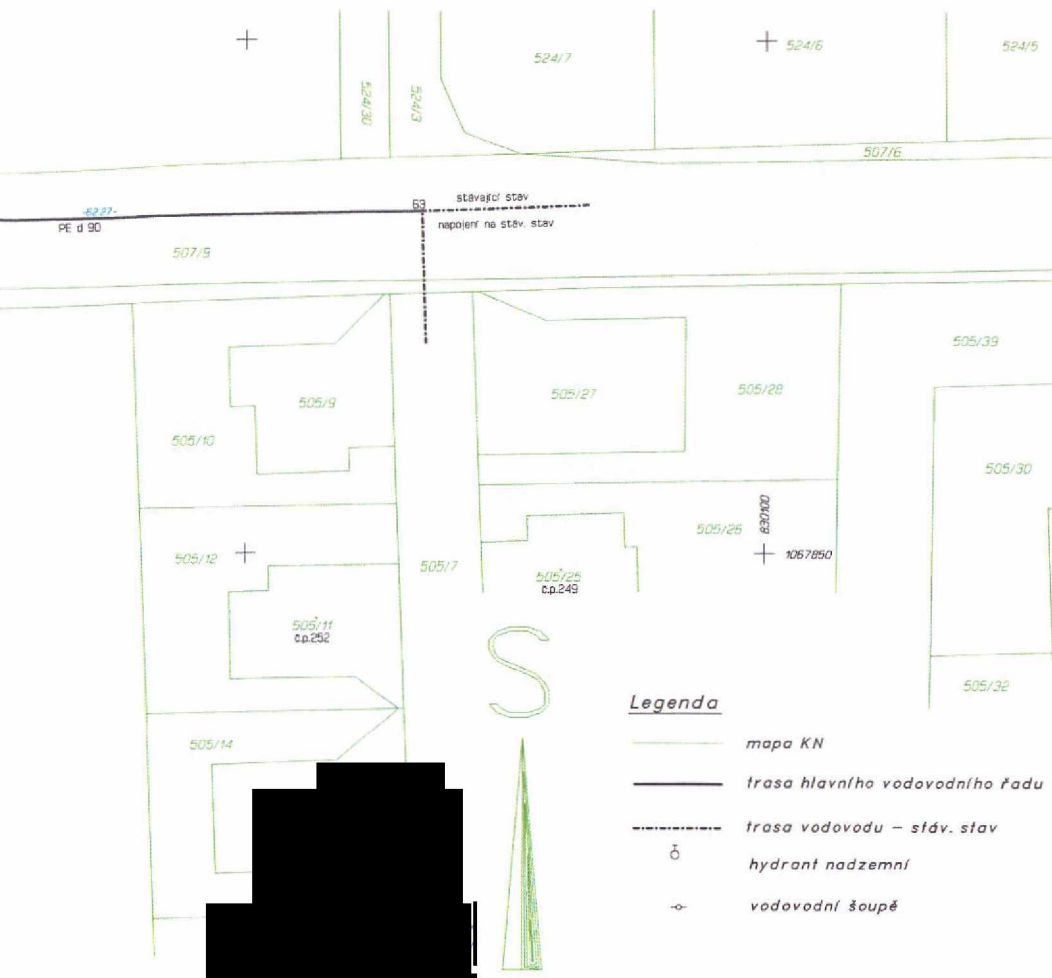 524/7
524/6
524/5
524/30
524/3
507/6
63
stávající stav
-62.27-
PE d 90
napojení na stáv. stav
507/9
505/39
505/9
505/27
505/28
505/10
505/30
505/12
505/7
505/26
830100
1067850
505/25
č.p.249
505/11
č.p.252
S
505/32
505/14
Legenda
mapa KN
trasa hlavního vodovodního řadu
trasa vodovodu – stáv. stav
hydrant nadzemní
vodovodní šoupě